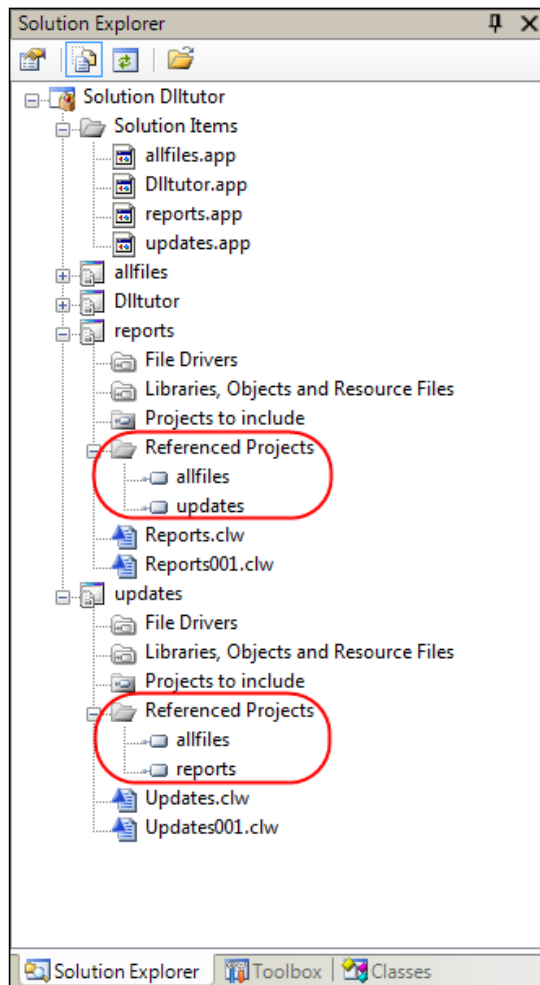 Solution Explorer
Solution Dlltutor
Solution Items
allfiles.app
Dlltutor.app
reports.app
updates.app
allfiles
Dlltutor
reports
File Drivers
Libraries, Objects and Resource Files
Projects to include
Referenced Projects
allfiles
updates
Reports.clw
Reports001.clw
updates
File Drivers
Libraries, Objects and Resource Files
Projects to include
Referenced Projects
allfiles
reports
Updates.clw
Updates001.clw
Solution Explorer Toolbox Classes